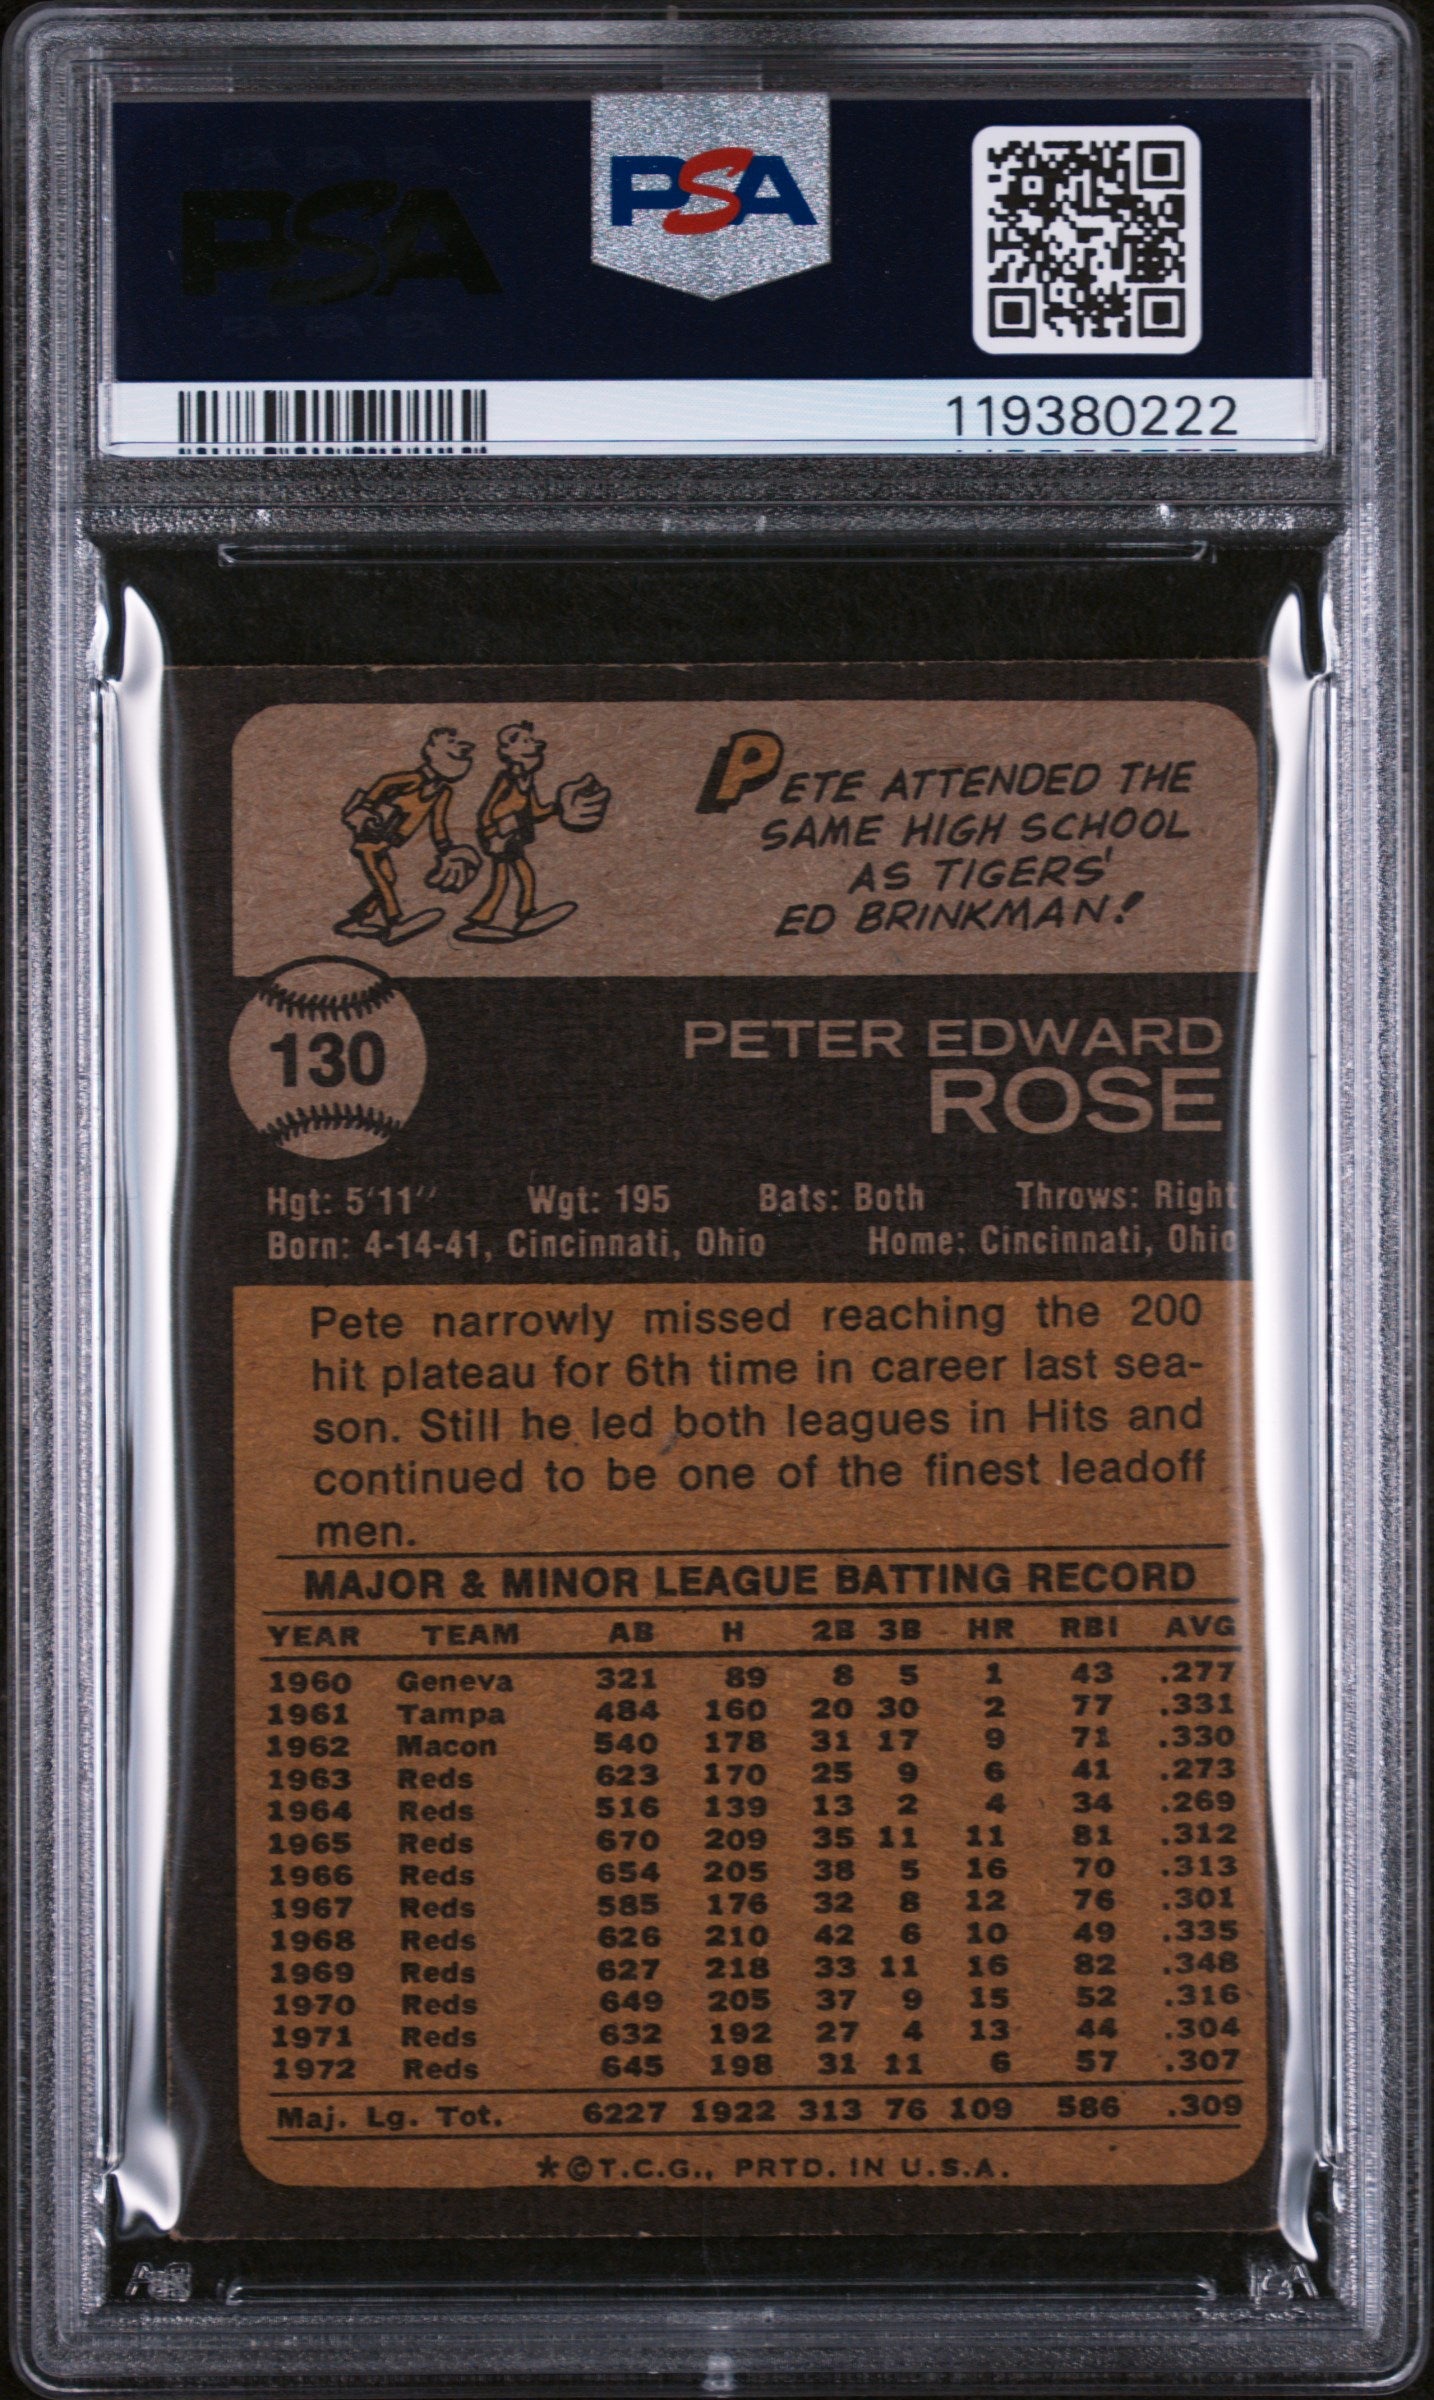 PSA
PSA
119380222
PETE ATTENDED THE
SAME HIGH SCHOOL
AS TIGERS'
ED BRINKMAN!
130
PETER EDWARD
ROSE
Hgt: 5'11" Wgt: 195 Bats: Both Throws: Right
Born: 4-14-41, Cincinnati, Ohio Home: Cincinnati, Ohio
Pete narrowly missed reaching the 200
hit plateau for 6th time in career last sea-
son. Still he led both leagues in Hits and
continued to be one of the finest leadoff
men.
MAJOR & MINOR LEAGUE BATTING RECORD
YEAR TEAM AB H 2B 3B HR RBI AVG
1960 Geneva 321 89 8 5 1 43 .277
1961 Tampa 484 160 20 30 2 77 .331
1962 Macon 540 178 31 17 9 71 .330
1963 Reds 623 170 25 9 6 41 .273
1964 Reds 516 139 13 2 4 34 .269
1965 Reds 670 209 35 11 11 81 .312
1966 Reds 654 205 38 5 16 70 .313
1967 Reds 585 176 32 8 12 76 .301
1968 Reds 626 210 42 6 10 49 .335
1969 Reds 627 218 33 11 16 82 .348
1970 Reds 649 205 37 9 15 52 .316
1971 Reds 632 192 27 4 13 44 .304
1972 Reds 645 198 31 11 6 57 .307
Maj. Lg. Tot. 6227 1922 313 76 109 586 .309
*©T.C.G., PRTD. IN U.S.A.